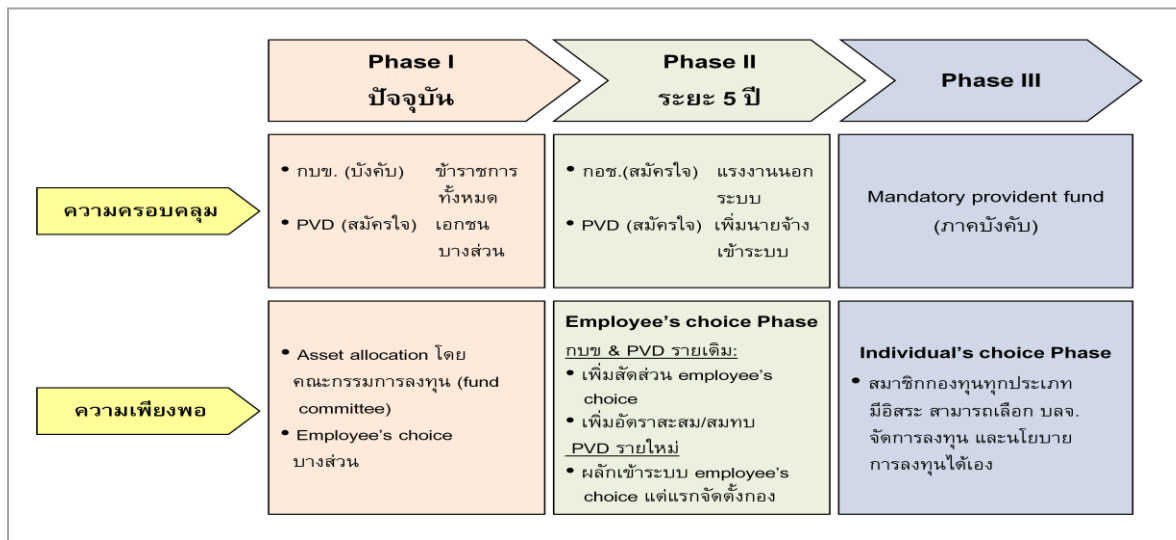 Phase I
ปัจจุบัน
Phase II
ระยะ 5 ปี
Phase III
ความครอบคลุม
• กบข. (บังคับ) ข้าราชการ
ทั้งหมด
• PVD (สมัครใจ) เอกชน
บางส่วน
• กอช.(สมัครใจ) แรงงานนอก
ระบบ
• PVD (สมัครใจ) เพิ่มนายจ้าง
เข้าระบบ
Mandatory provident fund
(ภาคบังคับ)
ความเพียงพอ
• Asset allocation โดย
คณะกรรมการลงทุน (fund
committee)
• Employee's choice
บางส่วน
Employee's choice Phase
กบข & PVD รายเดิม:
• เพิ่มสัดส่วน employee's
choice
• เพิ่มอัตราสะสม/สมทบ
PVD รายใหม่
• ผลักเข้าระบบ employee's
choice แต่แรกจัดตั้งกอง
Individual's choice Phase
• สมาชิกกองทุนทุกประเภท
มีอิสระ สามารถเลือก บลจ.
จัดการลงทุน และนโยบาย
การลงทุนได้เอง